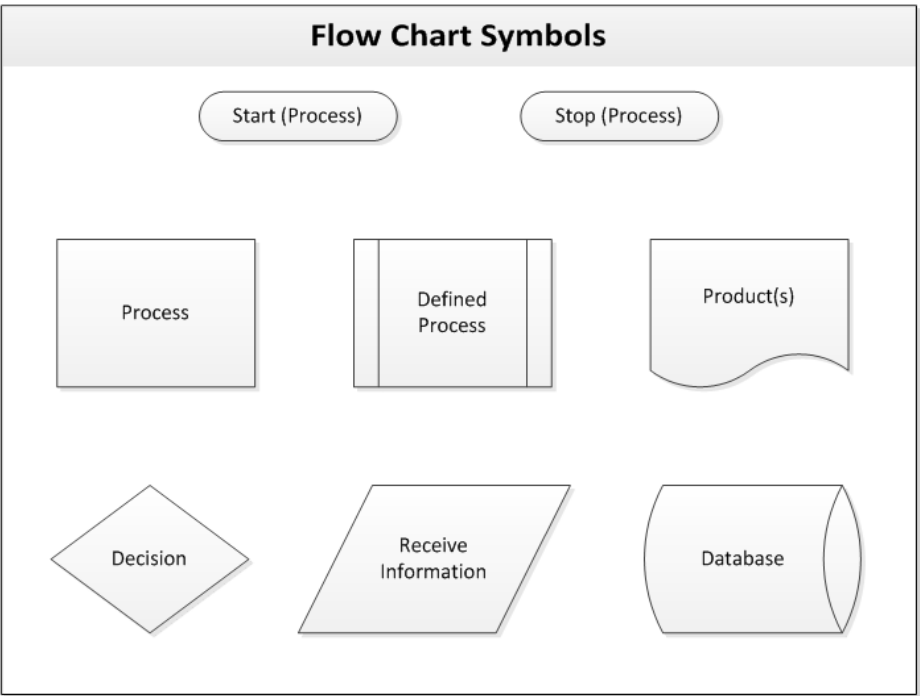 Flow Chart Symbols
Start (Process)
Stop (Process)
Process
Defined
Process
Product(s)
Decision
Receive
Information
Database